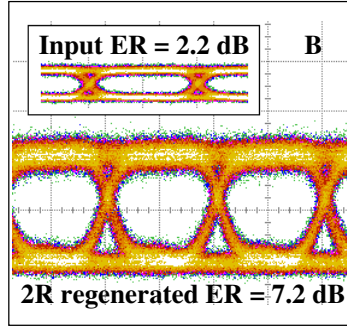 Input ER = 2.2 dB
B
2R regenerated ER = 7.2 dB